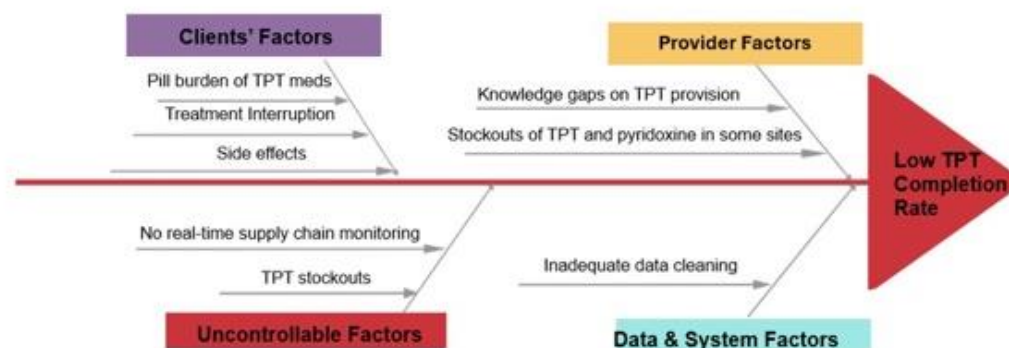 Clients' Factors
Provider Factors
Pill burden of TPT meds
Treatment Interruption
Side effects
Knowledge gaps on TPT provision
Stockouts of TPT and pyridoxine in some sites
Low TPT
Completion
Rate
No real-time supply chain monitoring
TPT stockouts
Inadequate data cleaning
Uncontrollable Factors
Data & System Factors